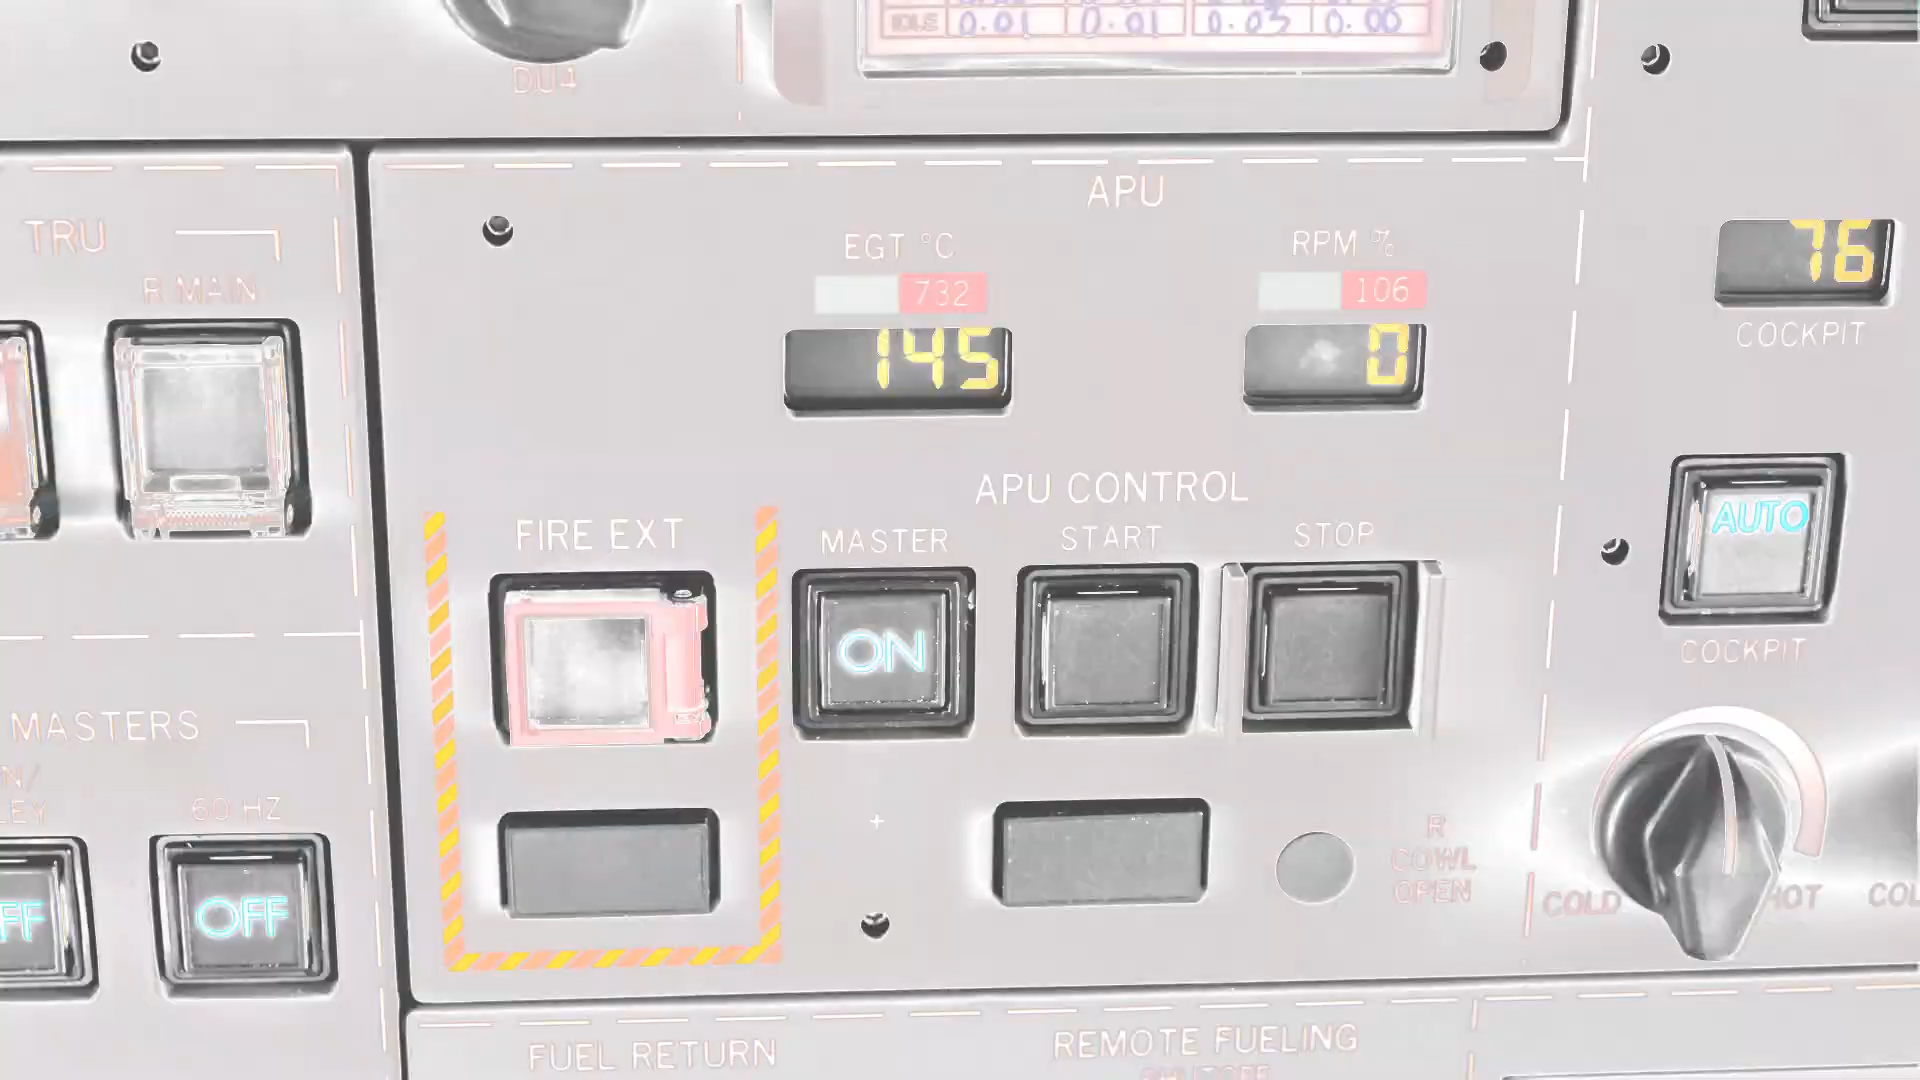 IDLE 0.01 0.01 0.03 0.00
DU4
APU
TRU
R MAIN
EGT °C
RPM %
732
106
145
0
76
COCKPIT
APU CONTROL
FIRE EXT
MASTER
START
STOP
ON
AUTO
COCKPIT
MASTERS
60 HZ
OFF
R
COWL
OPEN
COLD
HOT
FUEL RETURN
REMOTE FUELING